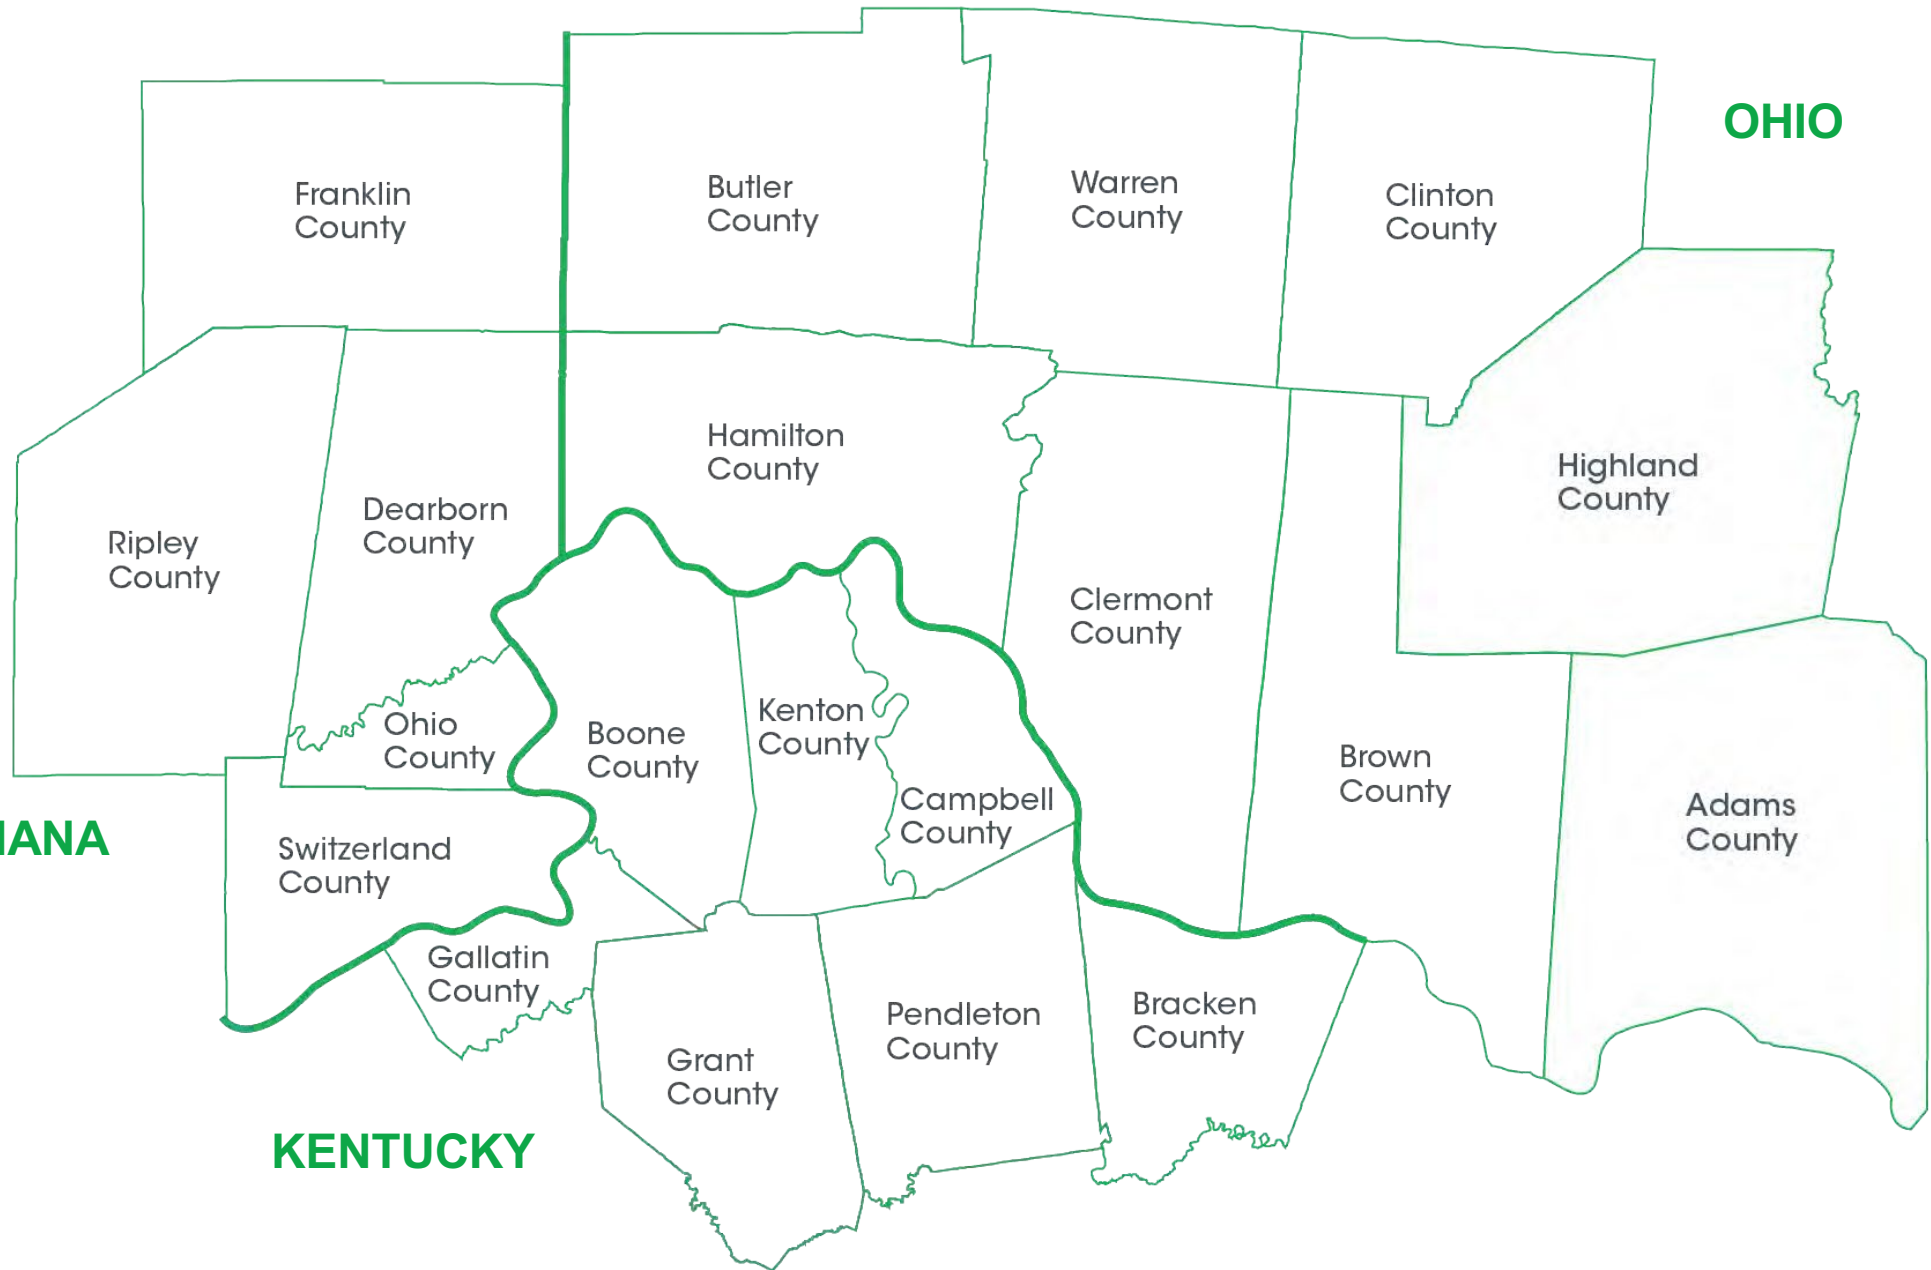 OHIO
Franklin
County
Butler
County
Warren
County
Clinton
County
Hamilton
County
Highland
County
Dearborn
County
Ripley
County
Clermont
County
Ohio
County
Boone
County
Kenton
County
Brown
County
Campbell
County
Adams
County
IANA
Switzerland
County
Gallatin
County
Pendleton
County
Bracken
County
Grant
County
KENTUCKY